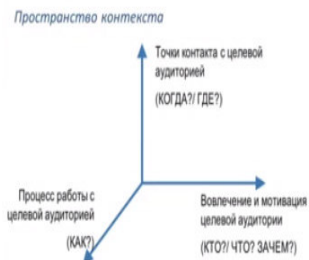 Пространство контекста
Точки контакта с целевой
аудиторией
(КОГДА?/ ГДЕ?)
Процесс работы с
целевой аудиторией
(КАК?)
Вовлечение и мотивация
целевой аудитории
(КТО?/ ЧТО? ЗАЧЕМ?)